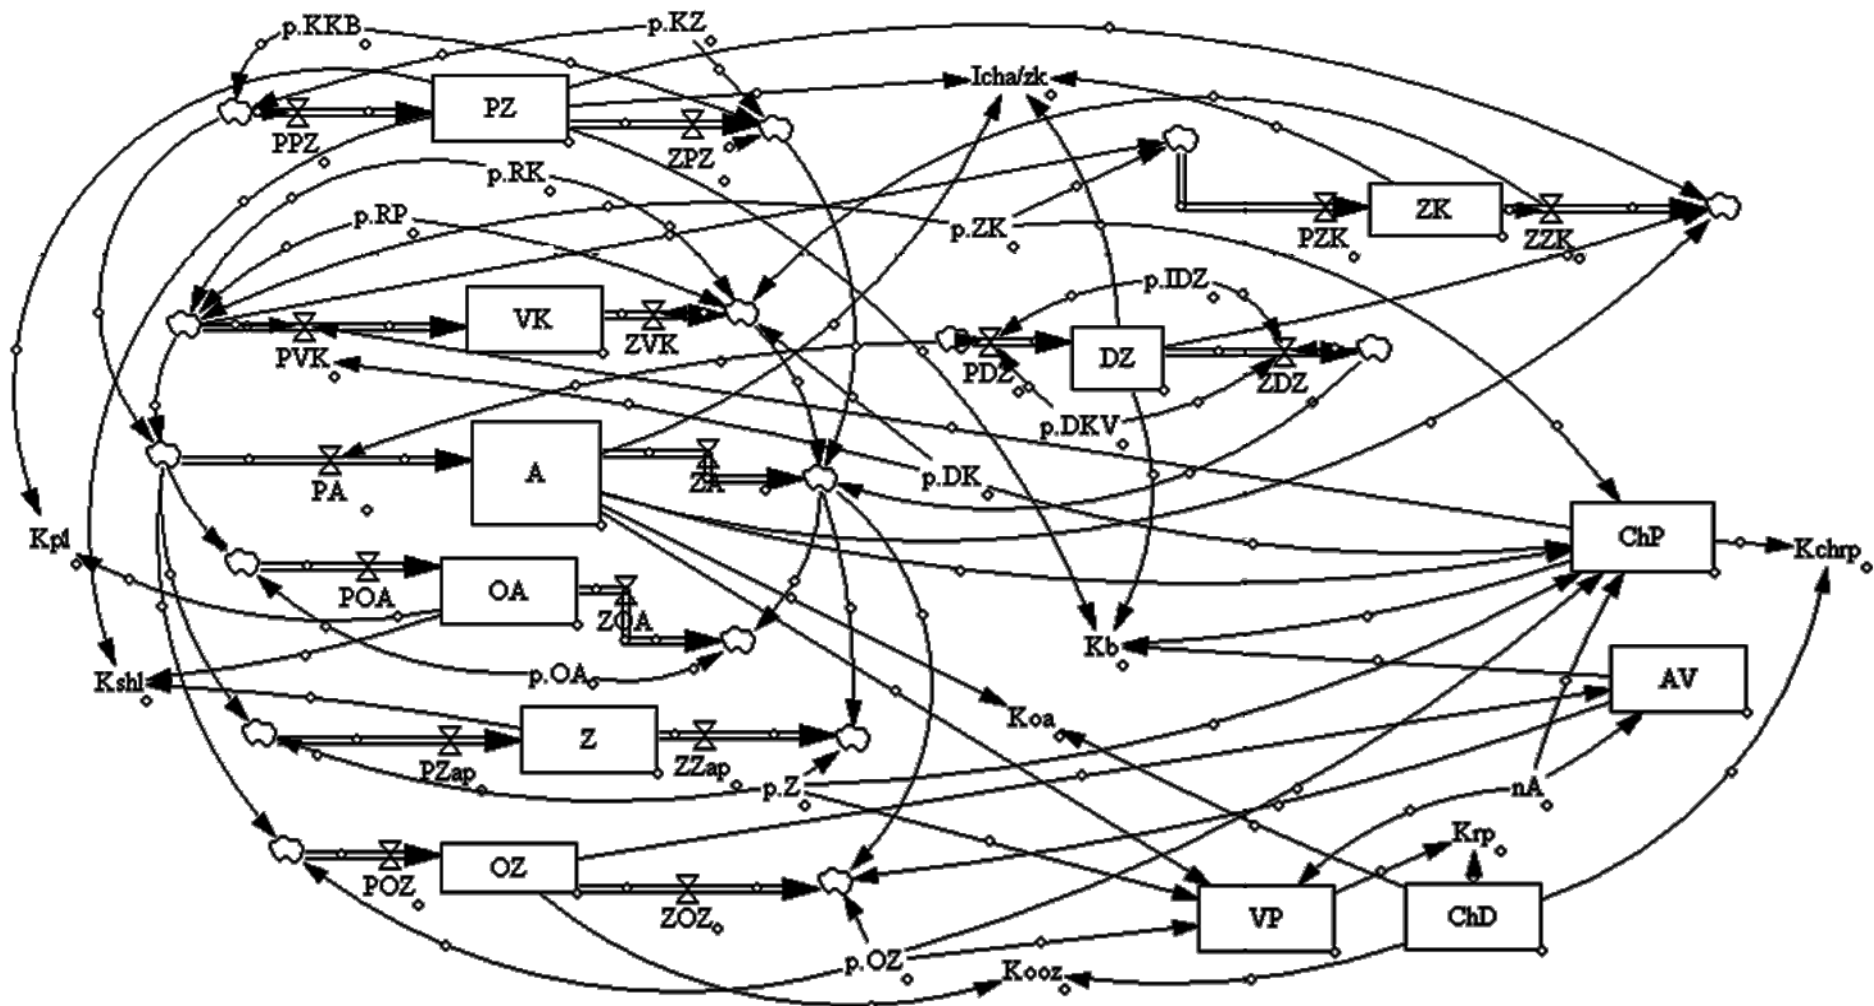 p.KKB
p.KZ
Icha/zk
PZ
PPZ
ZPZ
p.RK
p.RP
p.ZK
ZK
PZK
ZZK
p.IDZ
VK
PVK
ZVK
DZ
PDZ
ZDZ
p.DKV
A
PA
ZA
p.DK
ChP
Kchrp
Kpl
OA
POA
ZOA
Kb
p.OA
Kshl
AV
Koa
Z
PZap
ZZap
p.Z
nA
Krp
OZ
POZ
ZOZ
VP
ChD
p.OZ
Kooz